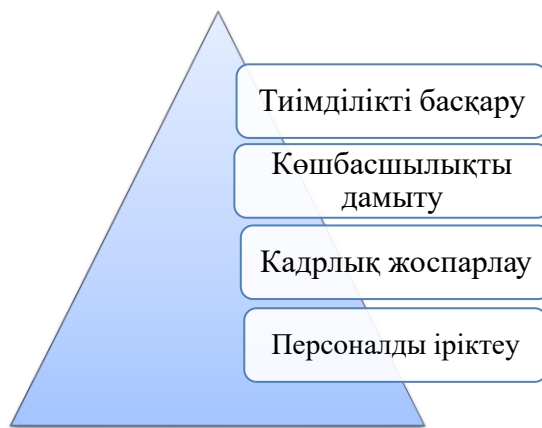 Тиімділікті басқару
Көшбасшылықты
дамыту
Кадрлық жоспарлау
Персоналды іріктеу